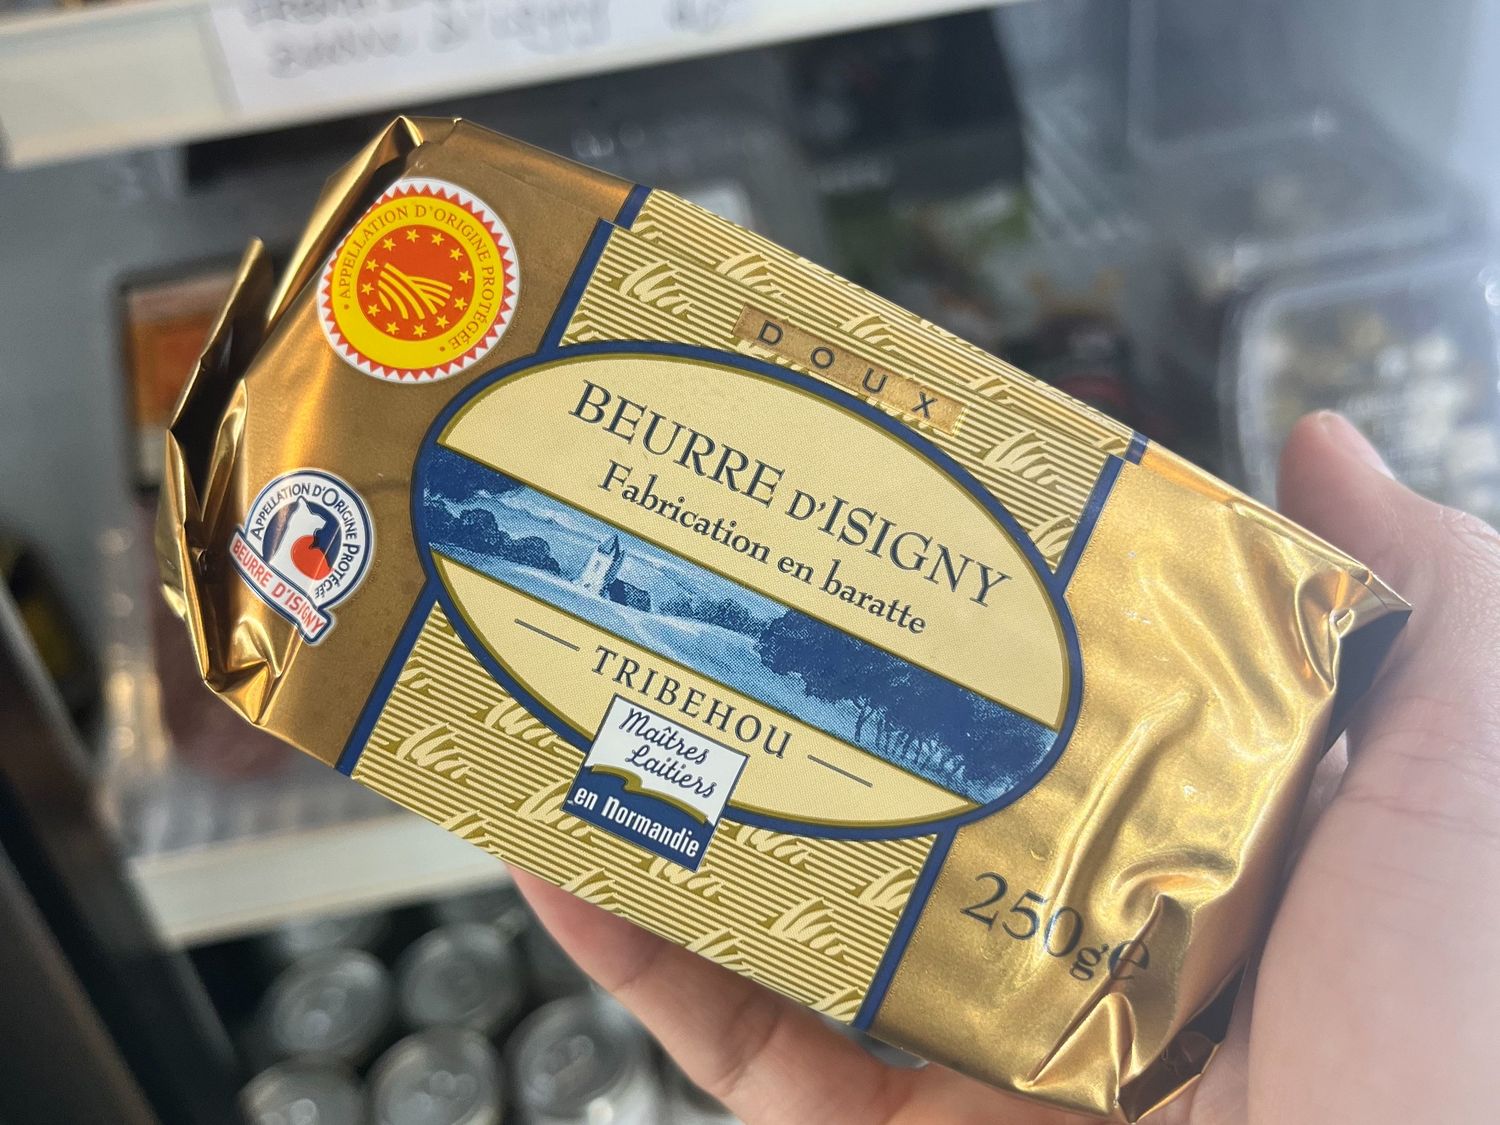 APPELLATION D'ORIGINE PROTÉGÉE
DOUX
BEURRE D'ISIGNY
Fabrication en baratte
APPELLATION D'ORIGINE PROTÉGÉE
BEURRE D'ISIGNY
TRIBEHOU
Maîtres
Laitiers
en Normandie
250g e